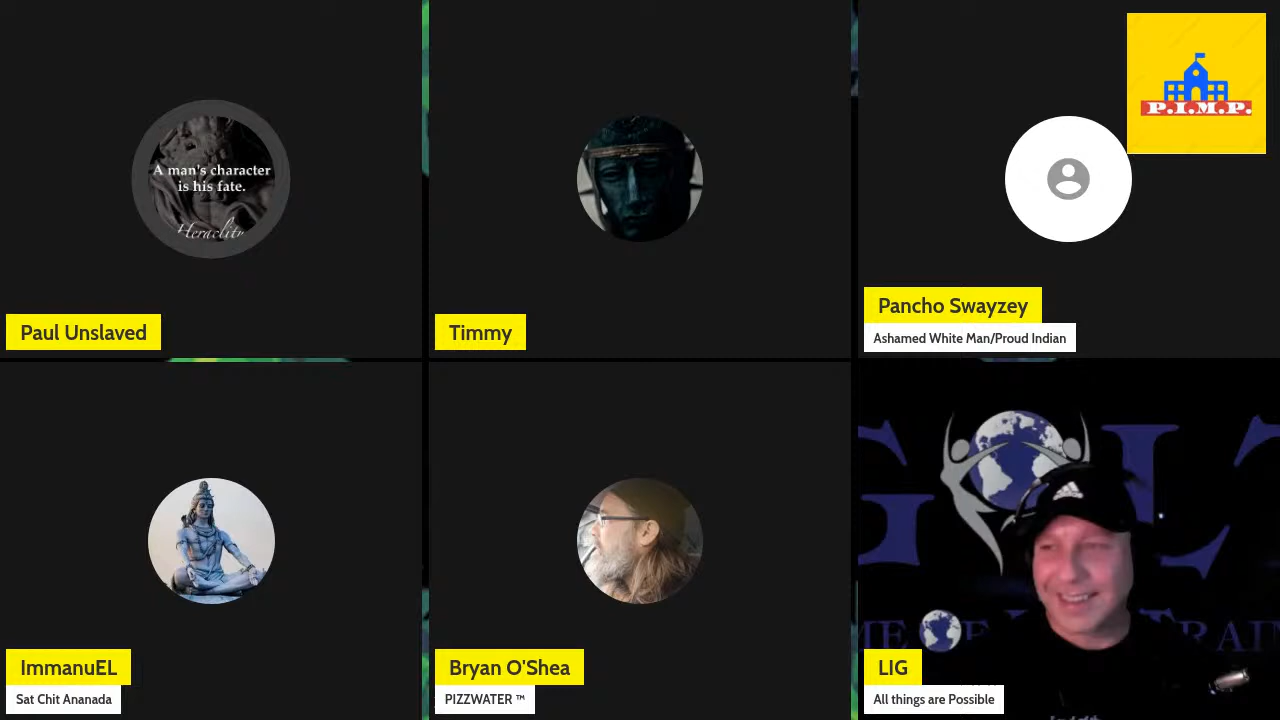 A man's character
is his fate.
Heraclitu
Paul Unslaved
Timmy
P.I.M.P.
Pancho Swayzey
Ashamed White Man/Proud Indian
ImmanuEL
Sat Chit Ananada
Bryan O'Shea
PIZZWATER ™
LIG
All things are Possible